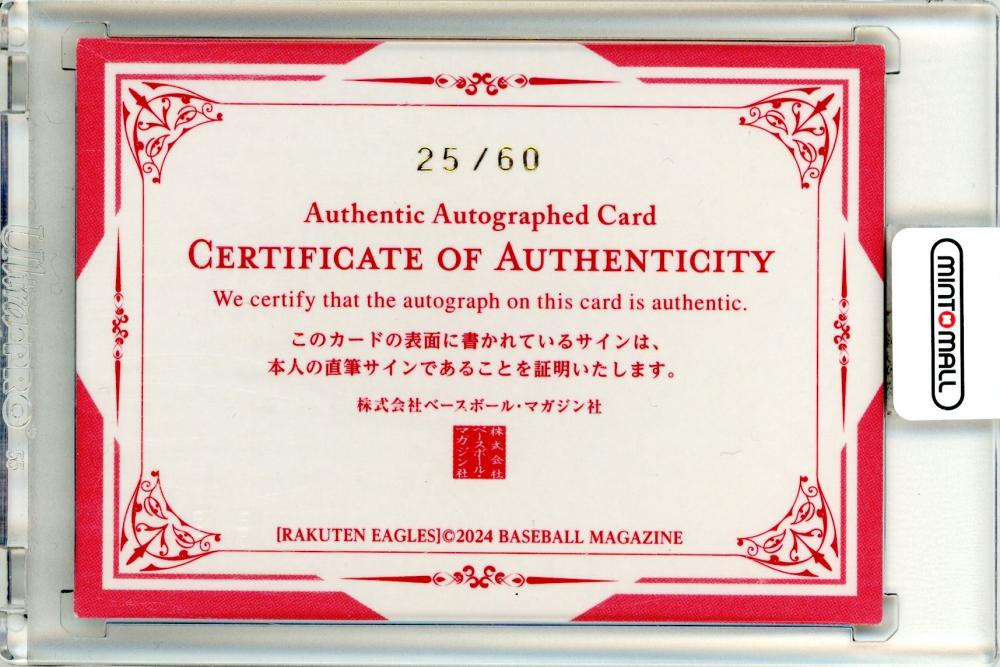 25/60
Authentic Autographed Card
CERTIFICATE OF AUTHENTICITY
We certify that the autograph on this card is authentic.
このカードの表面に書かれているサインは、
本人の直筆サインであることを証明いたします。
株式会社ベースボール・マガジン社
株式会社
ベースボール・
マガジン社
[RAKUTEN EAGLES]©2024 BASEBALL MAGAZINE
MINTMALL
Ultra PRO